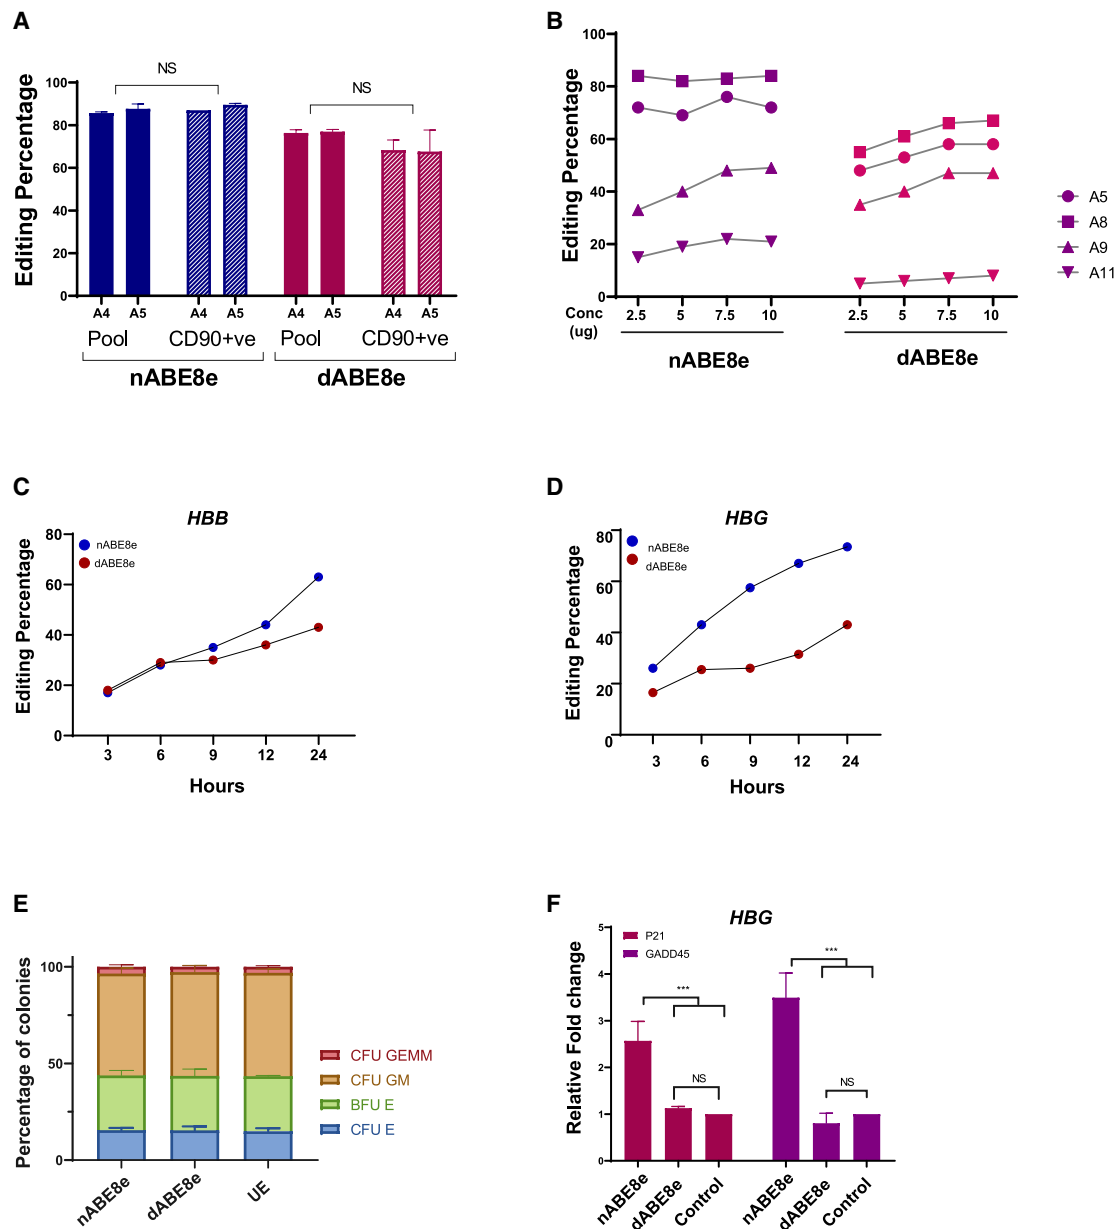 A
NS
NS
Editing Percentage
100
80
60
40
20
0
A4 A5 A4 A5 A4 A5 A4 A5
Pool CD90+ve Pool CD90+ve
nABE8e dABE8e
B
Editing Percentage
100
80
60
40
20
0
Conc (ug)
2.5 5 7.5 10 2.5 5 7.5 10
nABE8e dABE8e
A5
A8
A9
A11
C
HBB
nABE8e
dABE8e
Editing Percentage
80
60
40
20
0
3 6 9 12 24
Hours
D
HBG
nABE8e
dABE8e
Editing Percentage
80
60
40
20
0
3 6 9 12 24
Hours
E
Percentage of colonies
100
50
0
nABE8e dABE8e UE
CFU GEMM
CFU GM
BFU E
CFU E
F
HBG
P21
GADD45
Relative Fold change
5
4
3
2
1
0
***
NS
***
NS
nABE8e dABE8e Control nABE8e dABE8e Control